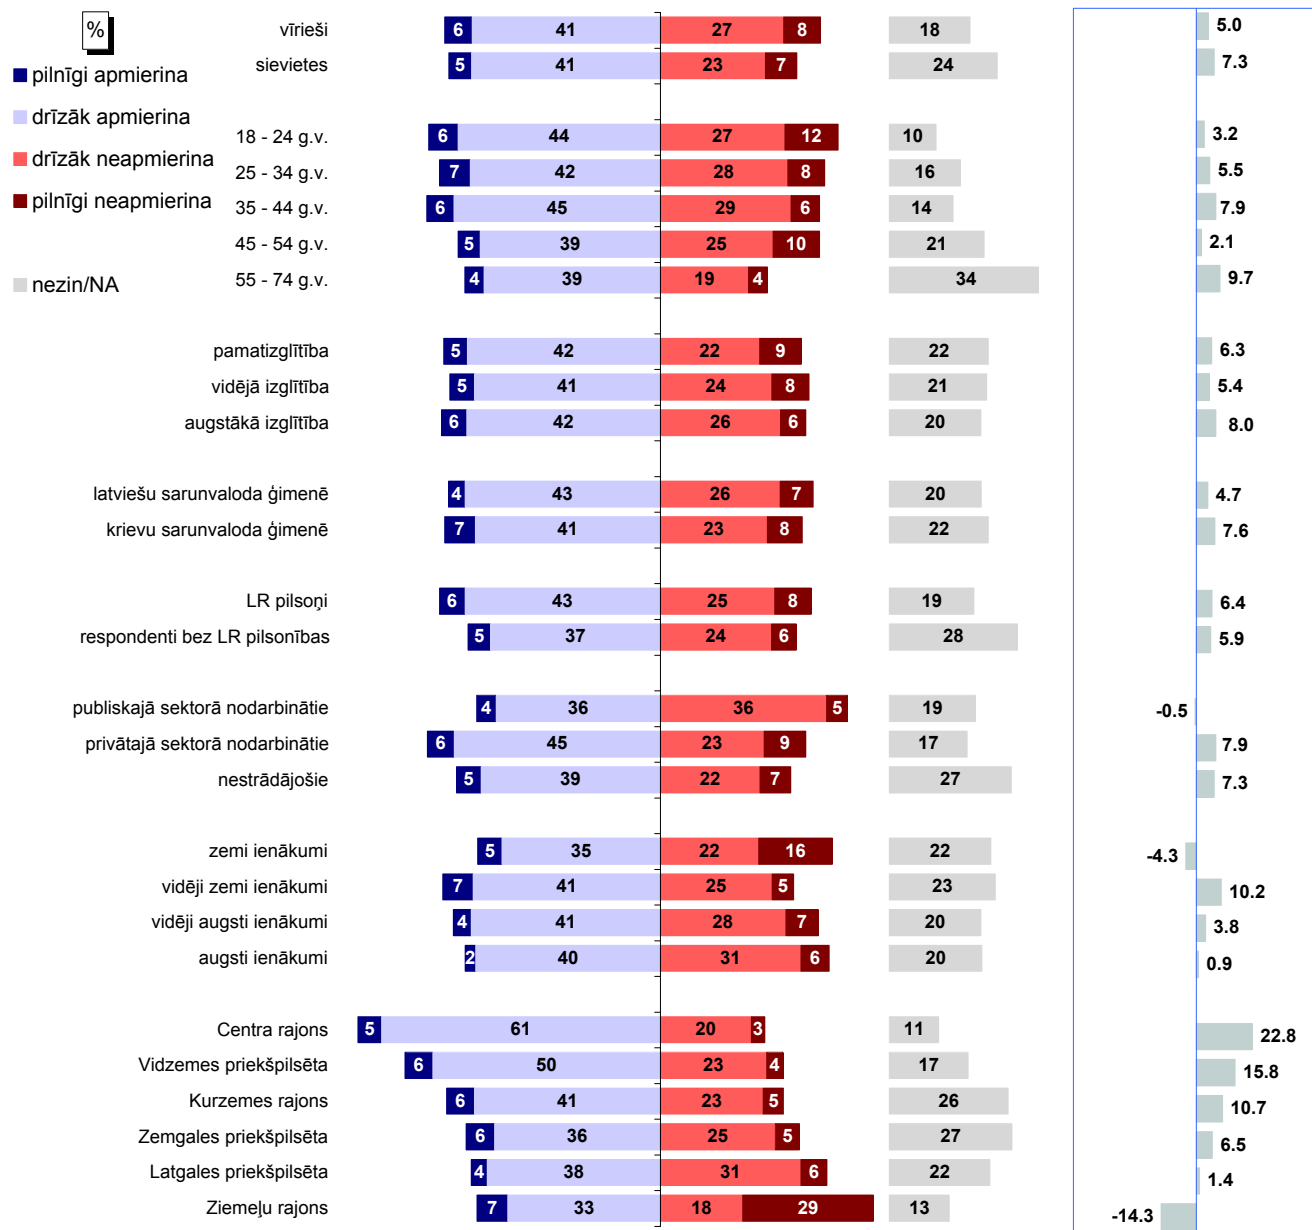 %
pilnīgi apmierina
drīzāk apmierina
drīzāk neapmierina
pilnīgi neapmierina
nezin/NA
vīrieši 6 41 27 8 18 5.0
sievietes 5 41 23 7 24 7.3
18 - 24 g.v. 6 44 27 12 10 3.2
25 - 34 g.v. 7 42 28 8 16 5.5
35 - 44 g.v. 6 45 29 6 14 7.9
45 - 54 g.v. 5 39 25 10 21 2.1
55 - 74 g.v. 4 39 19 4 34 9.7
pamatizglītība 5 42 22 9 22 6.3
vidējā izglītība 5 41 24 8 21 5.4
augstākā izglītība 6 42 26 6 20 8.0
latviešu sarunvaloda ģimenē 4 43 26 7 20 4.7
krievu sarunvaloda ģimenē 7 41 23 8 22 7.6
LR pilsoņi 6 43 25 8 19 6.4
respondenti bez LR pilsonības 5 37 24 6 28 5.9
publiskajā sektorā nodarbinātie 4 36 36 5 19 -0.5
privātajā sektorā nodarbinātie 6 45 23 9 17 7.9
nestrādājošie 5 39 22 7 27 7.3
zemi ienākumi 5 35 22 16 22 -4.3
vidēji zemi ienākumi 7 41 25 5 23 10.2
vidēji augsti ienākumi 4 41 28 7 20 3.8
augsti ienākumi 2 40 31 6 20 0.9
Centra rajons 5 61 20 3 11 22.8
Vidzemes priekšpilsēta 6 50 23 4 17 15.8
Kurzemes rajons 6 41 23 5 26 10.7
Zemgales priekšpilsēta 6 36 25 5 27 6.5
Latgales priekšpilsēta 4 38 31 6 22 1.4
Ziemeļu rajons 7 33 18 29 13 -14.3